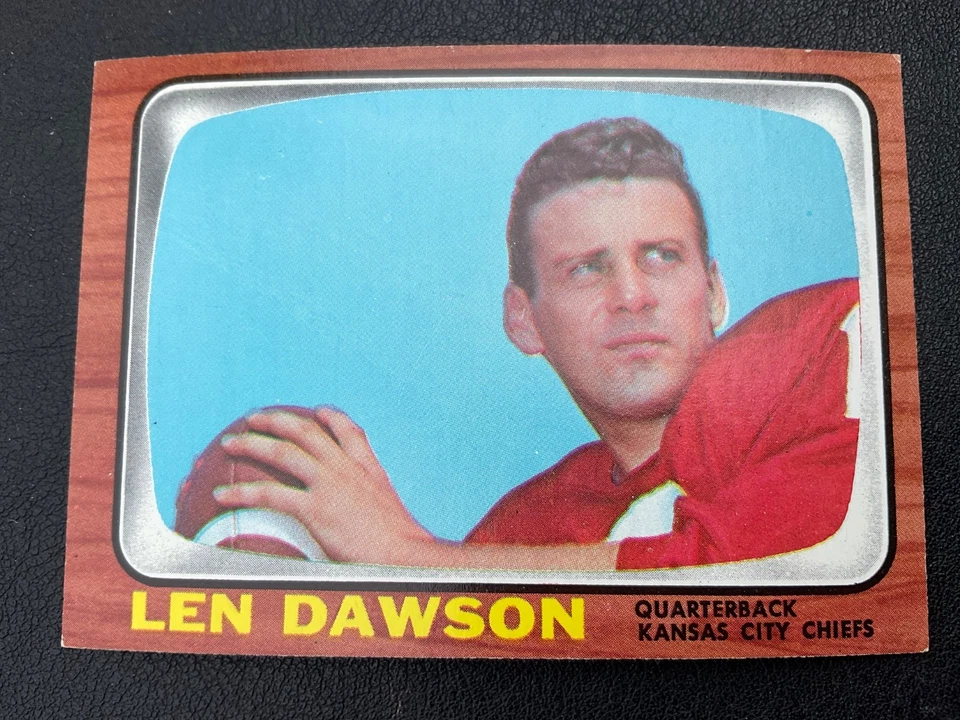 LEN DAWSON
QUARTERBACK
KANSAS CITY CHIEFS